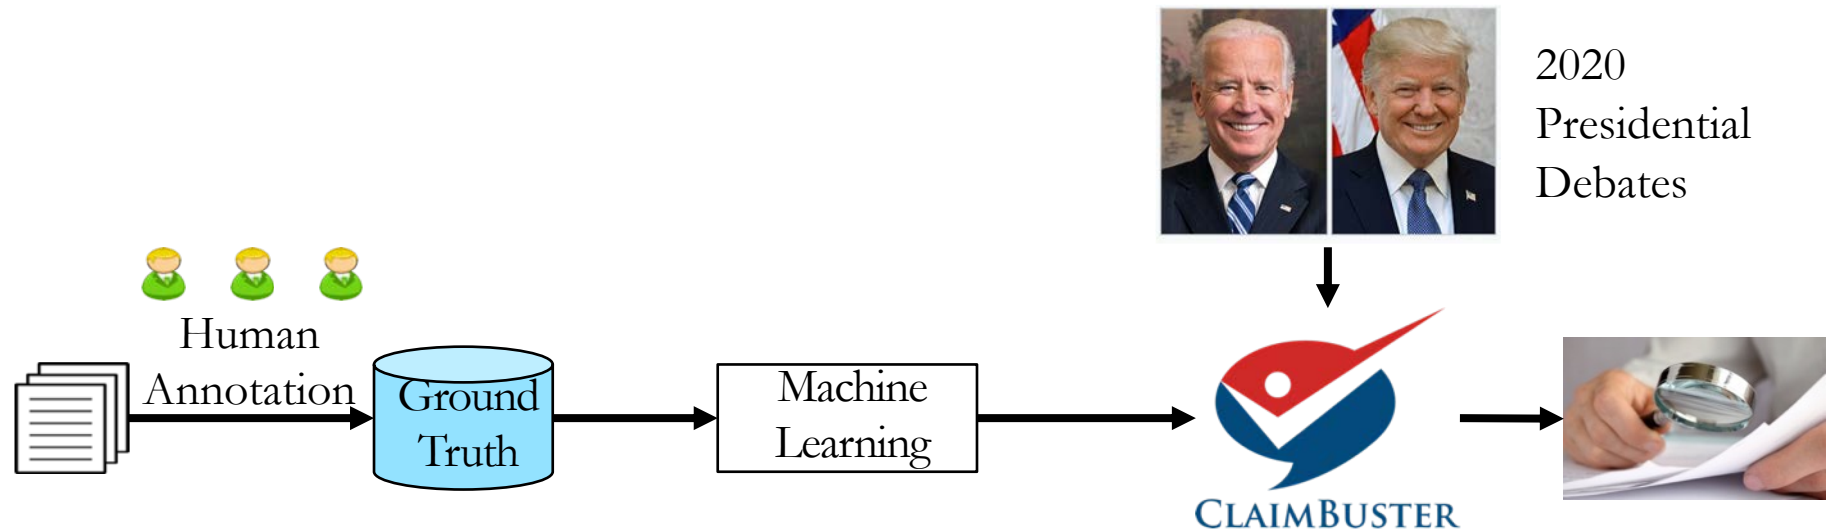 2020
Presidential
Debates
Human
Annotation
Ground
Truth
Machine
Learning
CLAIMBUSTER